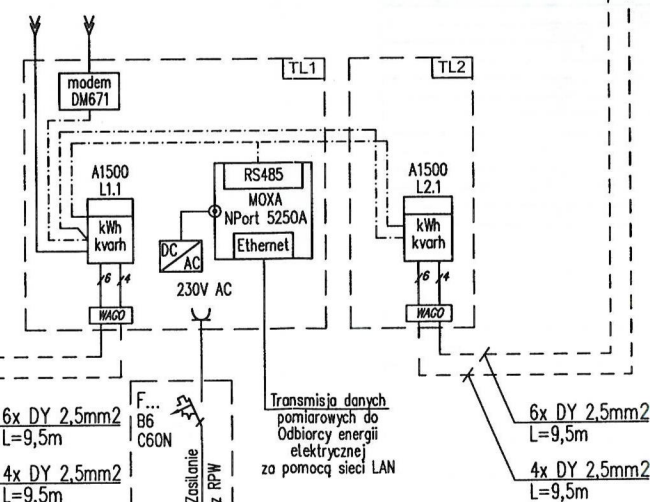 TL1
TL2
modem
DM671
A1500
L1.1
kWh
kvarh
6
4
WAGO
RS485
MOXA
NPort 5250A
Ethernet
DC
AC
230V AC
A1500
L2.1
kWh
kvarh
6
4
WAGO
6x DY 2,5mm2
L=9,5m
4x DY 2,5mm2
L=9,5m
F...
B6
C60N
Zasilanie
z RPW
Transmisja danych
pomiarowych do
Odbiorcy energii
elektrycznej
za pomocą sieci LAN
6x DY 2,5mm2
L=9,5m
4x DY 2,5mm2
L=9,5m